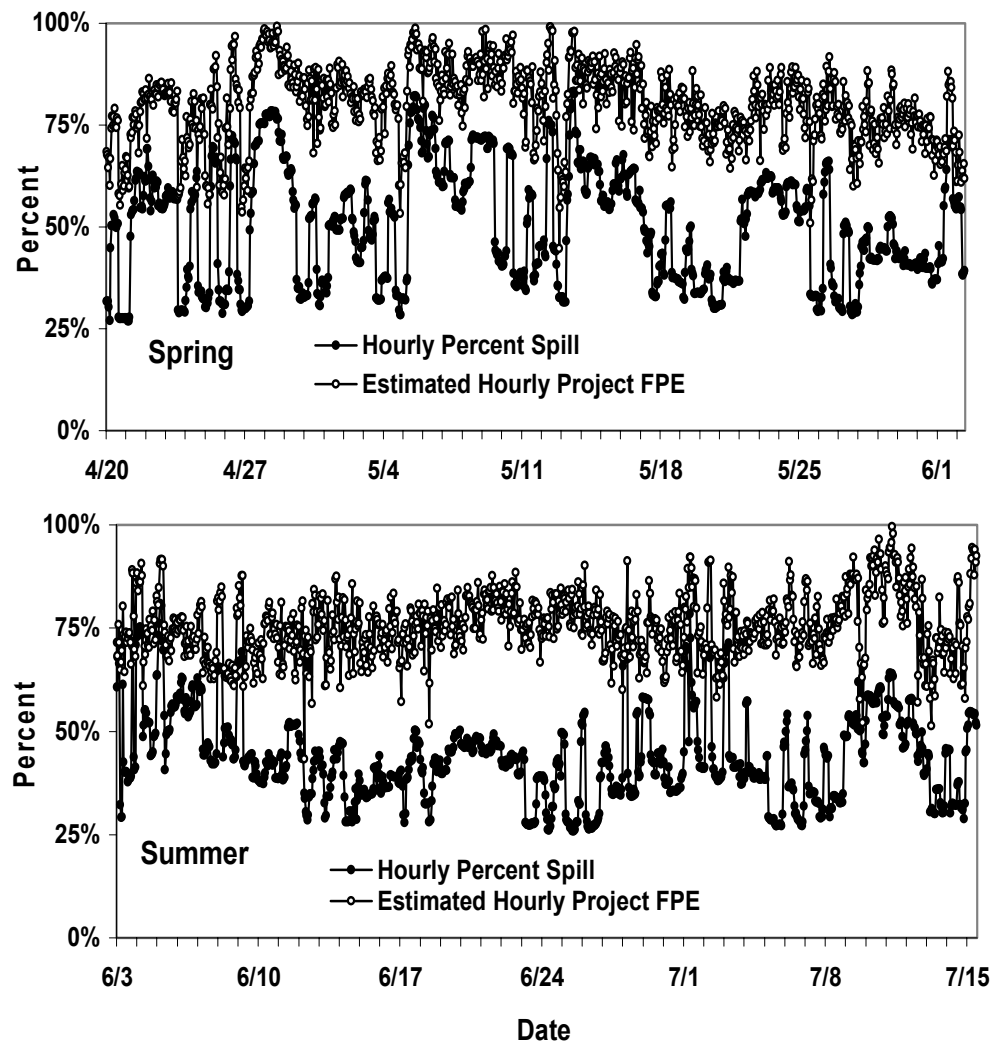 100%
75%
50%
25%
0%
Percent
Spring
Hourly Percent Spill
Estimated Hourly Project FPE
4/20 4/27 5/4 5/11 5/18 5/25 6/1
100%
75%
50%
25%
0%
Percent
Summer
Hourly Percent Spill
Estimated Hourly Project FPE
6/3 6/10 6/17 6/24 7/1 7/8 7/15
Date